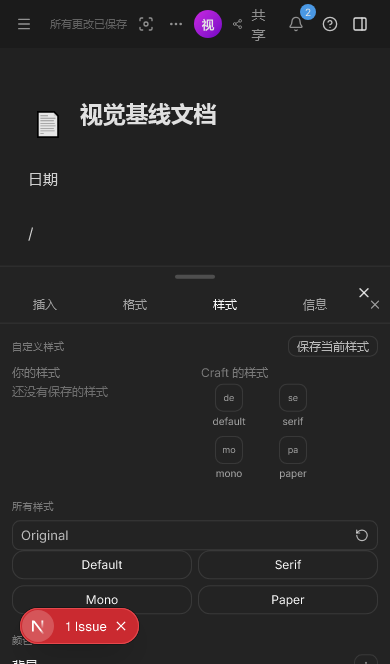 所有更改已保存
视
共享
2
视觉基线文档
日期
/
插入
格式
样式
信息
自定义样式
保存当前样式
你的样式
Craft 的样式
还没有保存的样式
de
se
default
serif
mo
pa
mono
paper
所有样式
Original
Default
Serif
Mono
Paper
N
1 Issue